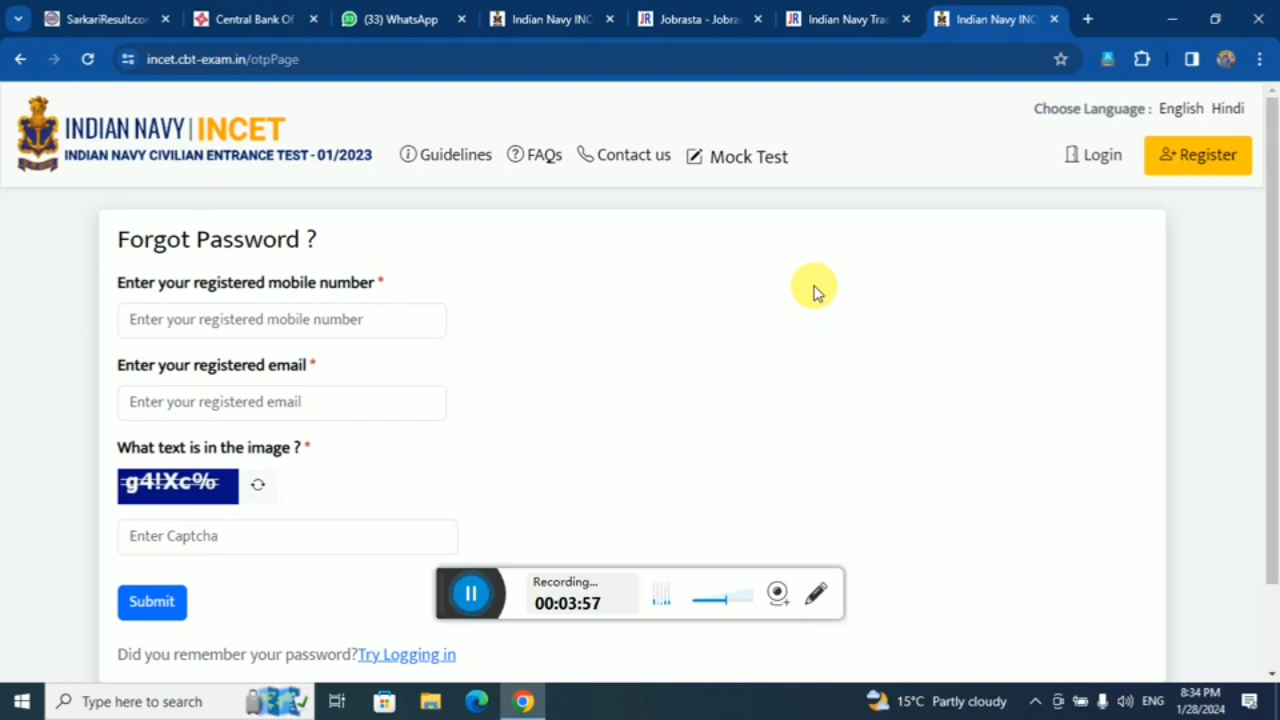 SarkariResult.co
Central Bank Of
(33) WhatsApp
Indian Navy INC
Jobrasta - Jobra
Indian Navy Trac
Indian Navy INC
incet.cbt-exam.in/otpPage
Choose Language : English Hindi
INDIAN NAVY | INCET
INDIAN NAVY CIVILIAN ENTRANCE TEST - 01/2023
Guidelines
FAQs
Contact us
Mock Test
Login
Register
Forgot Password ?
Enter your registered mobile number *
Enter your registered mobile number
Enter your registered email *
Enter your registered email
What text is in the image ? *
g4!Xc%
Enter Captcha
Recording...
00:03:57
Submit
Did you remember your password?Try Logging in
Type here to search
15°C Partly cloudy
ENG
8:34 PM
1/28/2024